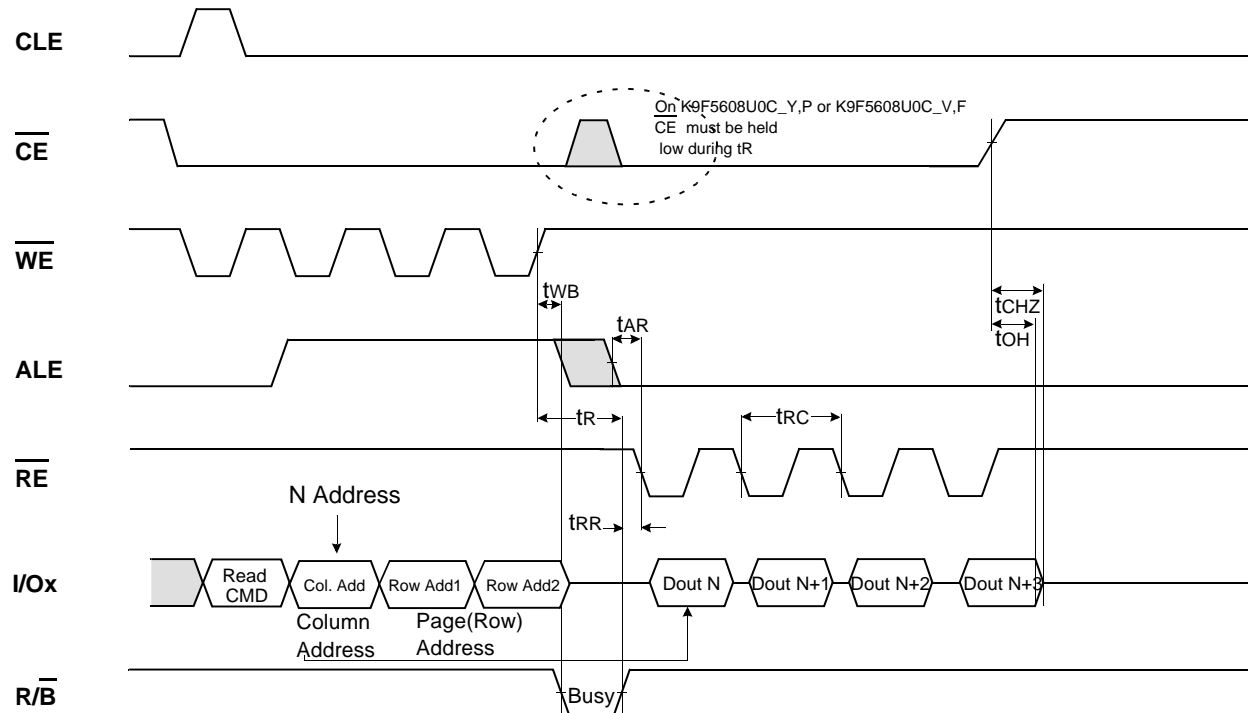 CLE
On K9F5608U0C_Y,P or K9F5608U0C_V,F
CE must be held
low during tR
CE
WE
tWB
tCHZ
tAR
tOH
ALE
tR
tRC
RE
N Address
tRR
I/Ox
Read
CMD
Col. Add
Row Add1
Row Add2
Dout N
Dout N+1
Dout N+2
Dout N+3
Column
Address
Page(Row)
Address
R/B
Busy